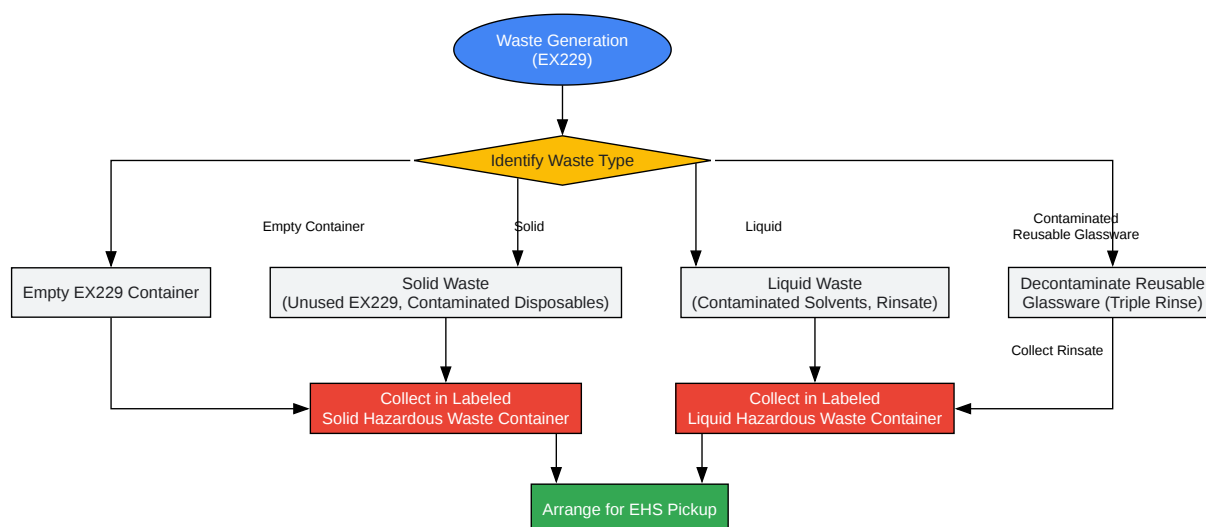 Waste Generation
(EX229)
Identify Waste Type
Empty Container
Solid
Liquid
Contaminated
Reusable Glassware
Empty EX229 Container
Solid Waste
(Unused EX229, Contaminated Disposables)
Liquid Waste
(Contaminated Solvents, Rinsate)
Decontaminate Reusable
Glassware (Triple Rinse)
Collect Rinsate
Collect in Labeled
Solid Hazardous Waste Container
Collect in Labeled
Liquid Hazardous Waste Container
Arrange for EHS Pickup